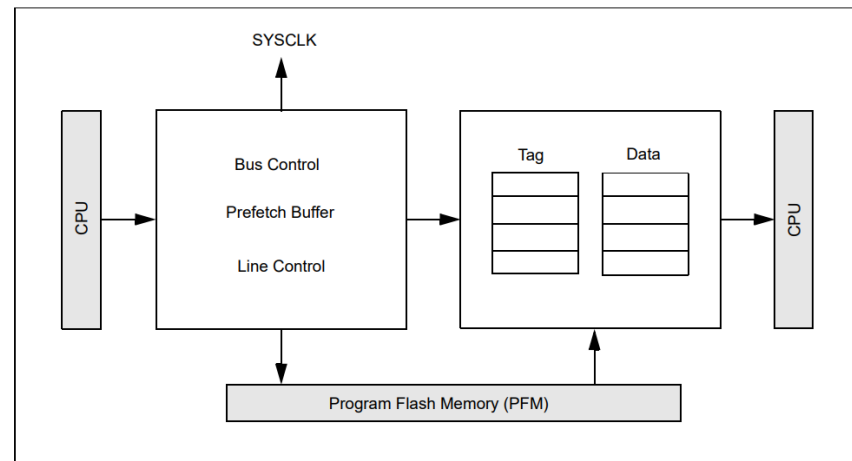 SYSCLK
CPU
Bus Control
Prefetch Buffer
Line Control
Tag
Data
CPU
Program Flash Memory (PFM)